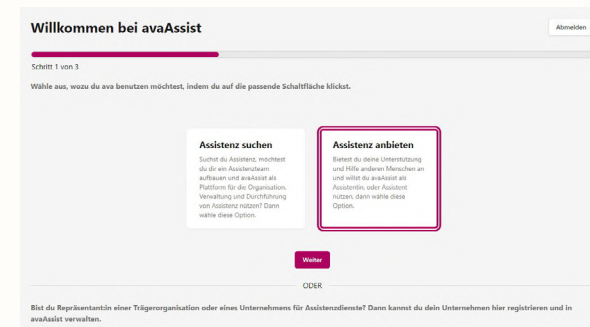 Willkommen bei avaAssist
Abmelden
Schritt 1 von 3
Wähle aus, wozu du ava benutzen möchtest, indem du auf die passende Schaltfläche klickst.
Assistenz suchen
Suchst du Assistenz, möchtest
du dir ein Assistenzteam
aufbauen und avaAssist als
Plattform für die Organisation,
Verwaltung und Durchführung
von Assistenz nützen? Dann
wähle diese Option.
Assistenz anbieten
Bietest du deine Unterstützung
und Hilfe anderen Menschen an
und willst du avaAssist als
Assistentin, oder Assistent
nützen, dann wähle diese
Option.
Weiter
ODER
Bist du Repräsentant:in einer Trägerorganisation oder eines Unternehmens für Assistenzdienste? Dann kannst du dein Unternehmen hier registrieren und in
avaAssist verwalten.